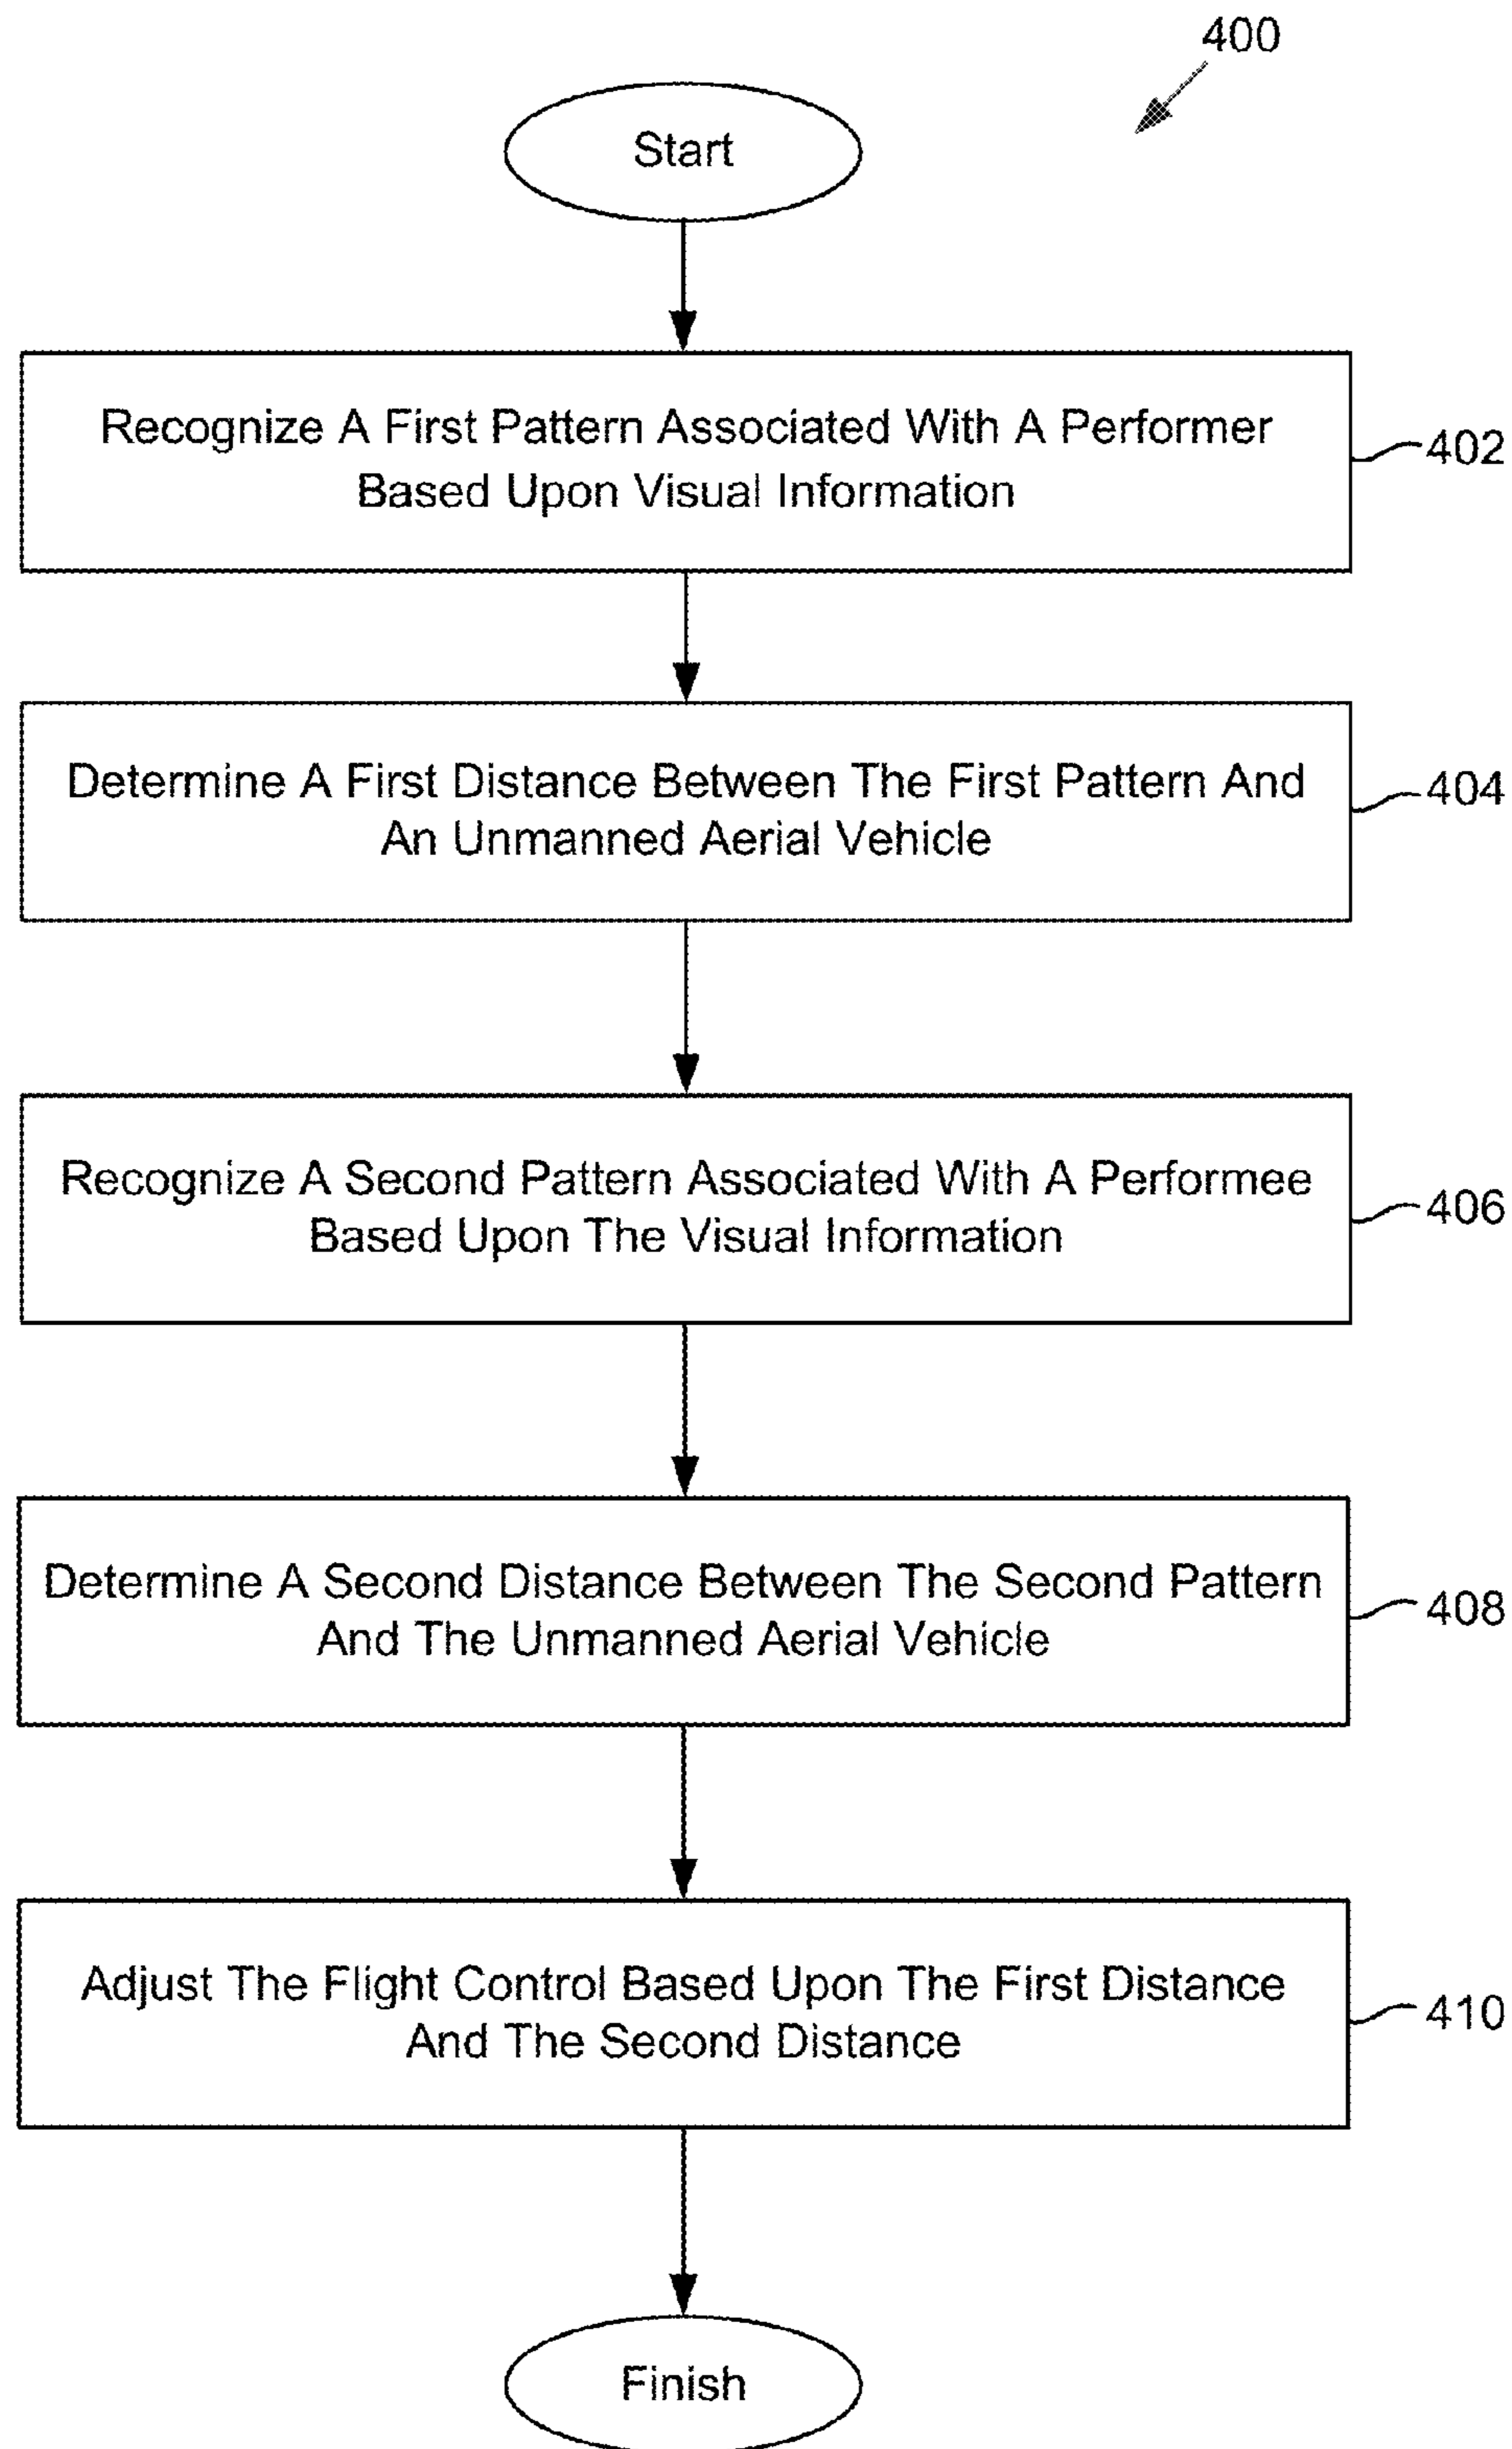 400
Start
Recognize A First Pattern Associated With A Performer
Based Upon Visual Information
402
Determine A First Distance Between The First Pattern And
An Unmanned Aerial Vehicle
404
Recognize A Second Pattern Associated With A Performee
Based Upon The Visual Information
406
Determine A Second Distance Between The Second Pattern
And The Unmanned Aerial Vehicle
408
Adjust The Flight Control Based Upon The First Distance
And The Second Distance
410
Finish